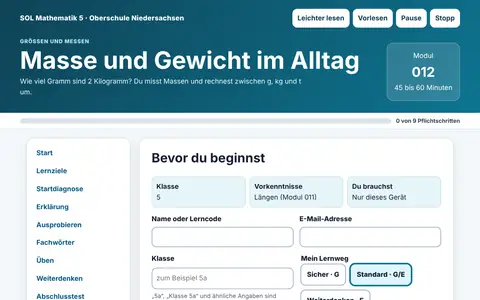 SOL Mathematik 5 · Oberschule Niedersachsen
Leichter lesen
Vorlesen
Pause
Stopp
GRÖSSEN UND MESSEN
Masse und Gewicht im Alltag
Wie viel Gramm sind 2 Kilogramm? Du misst Massen und rechnest zwischen g, kg und t
um.
Modul
012
45 bis 60 Minuten
0 von 9 Pflichtschritten
Start
Lernziele
Startdiagnose
Erklärung
Ausprobieren
Fachwörter
Üben
Weiterdenken
Abschlusstest
Bevor du beginnst
Klasse
5
Vorkenntnisse
Längen (Modul 011)
Du brauchst
Nur dieses Gerät
Name oder Lerncode
E-Mail-Adresse
Klasse
zum Beispiel 5a
„5a“, „Klasse 5a“ und ähnliche Angaben sind
Mein Lernweg
Sicher · G
Standard · G/E